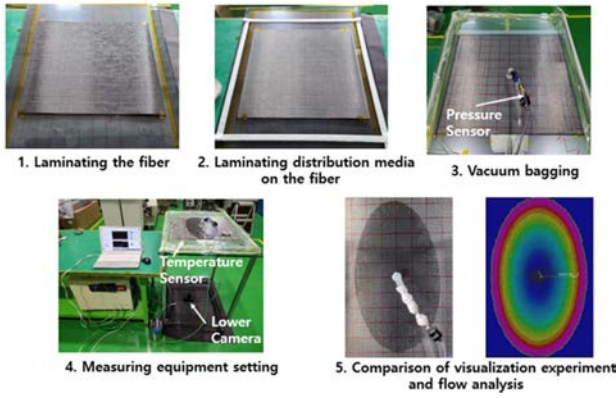 1. Laminating the fiber
2. Laminating distribution media
on the fiber
Pressure
Sensor
3. Vacuum bagging
Temperature
Sensor
Lower
Camera
4. Measuring equipment setting
5. Comparison of visualization experiment
and flow analysis